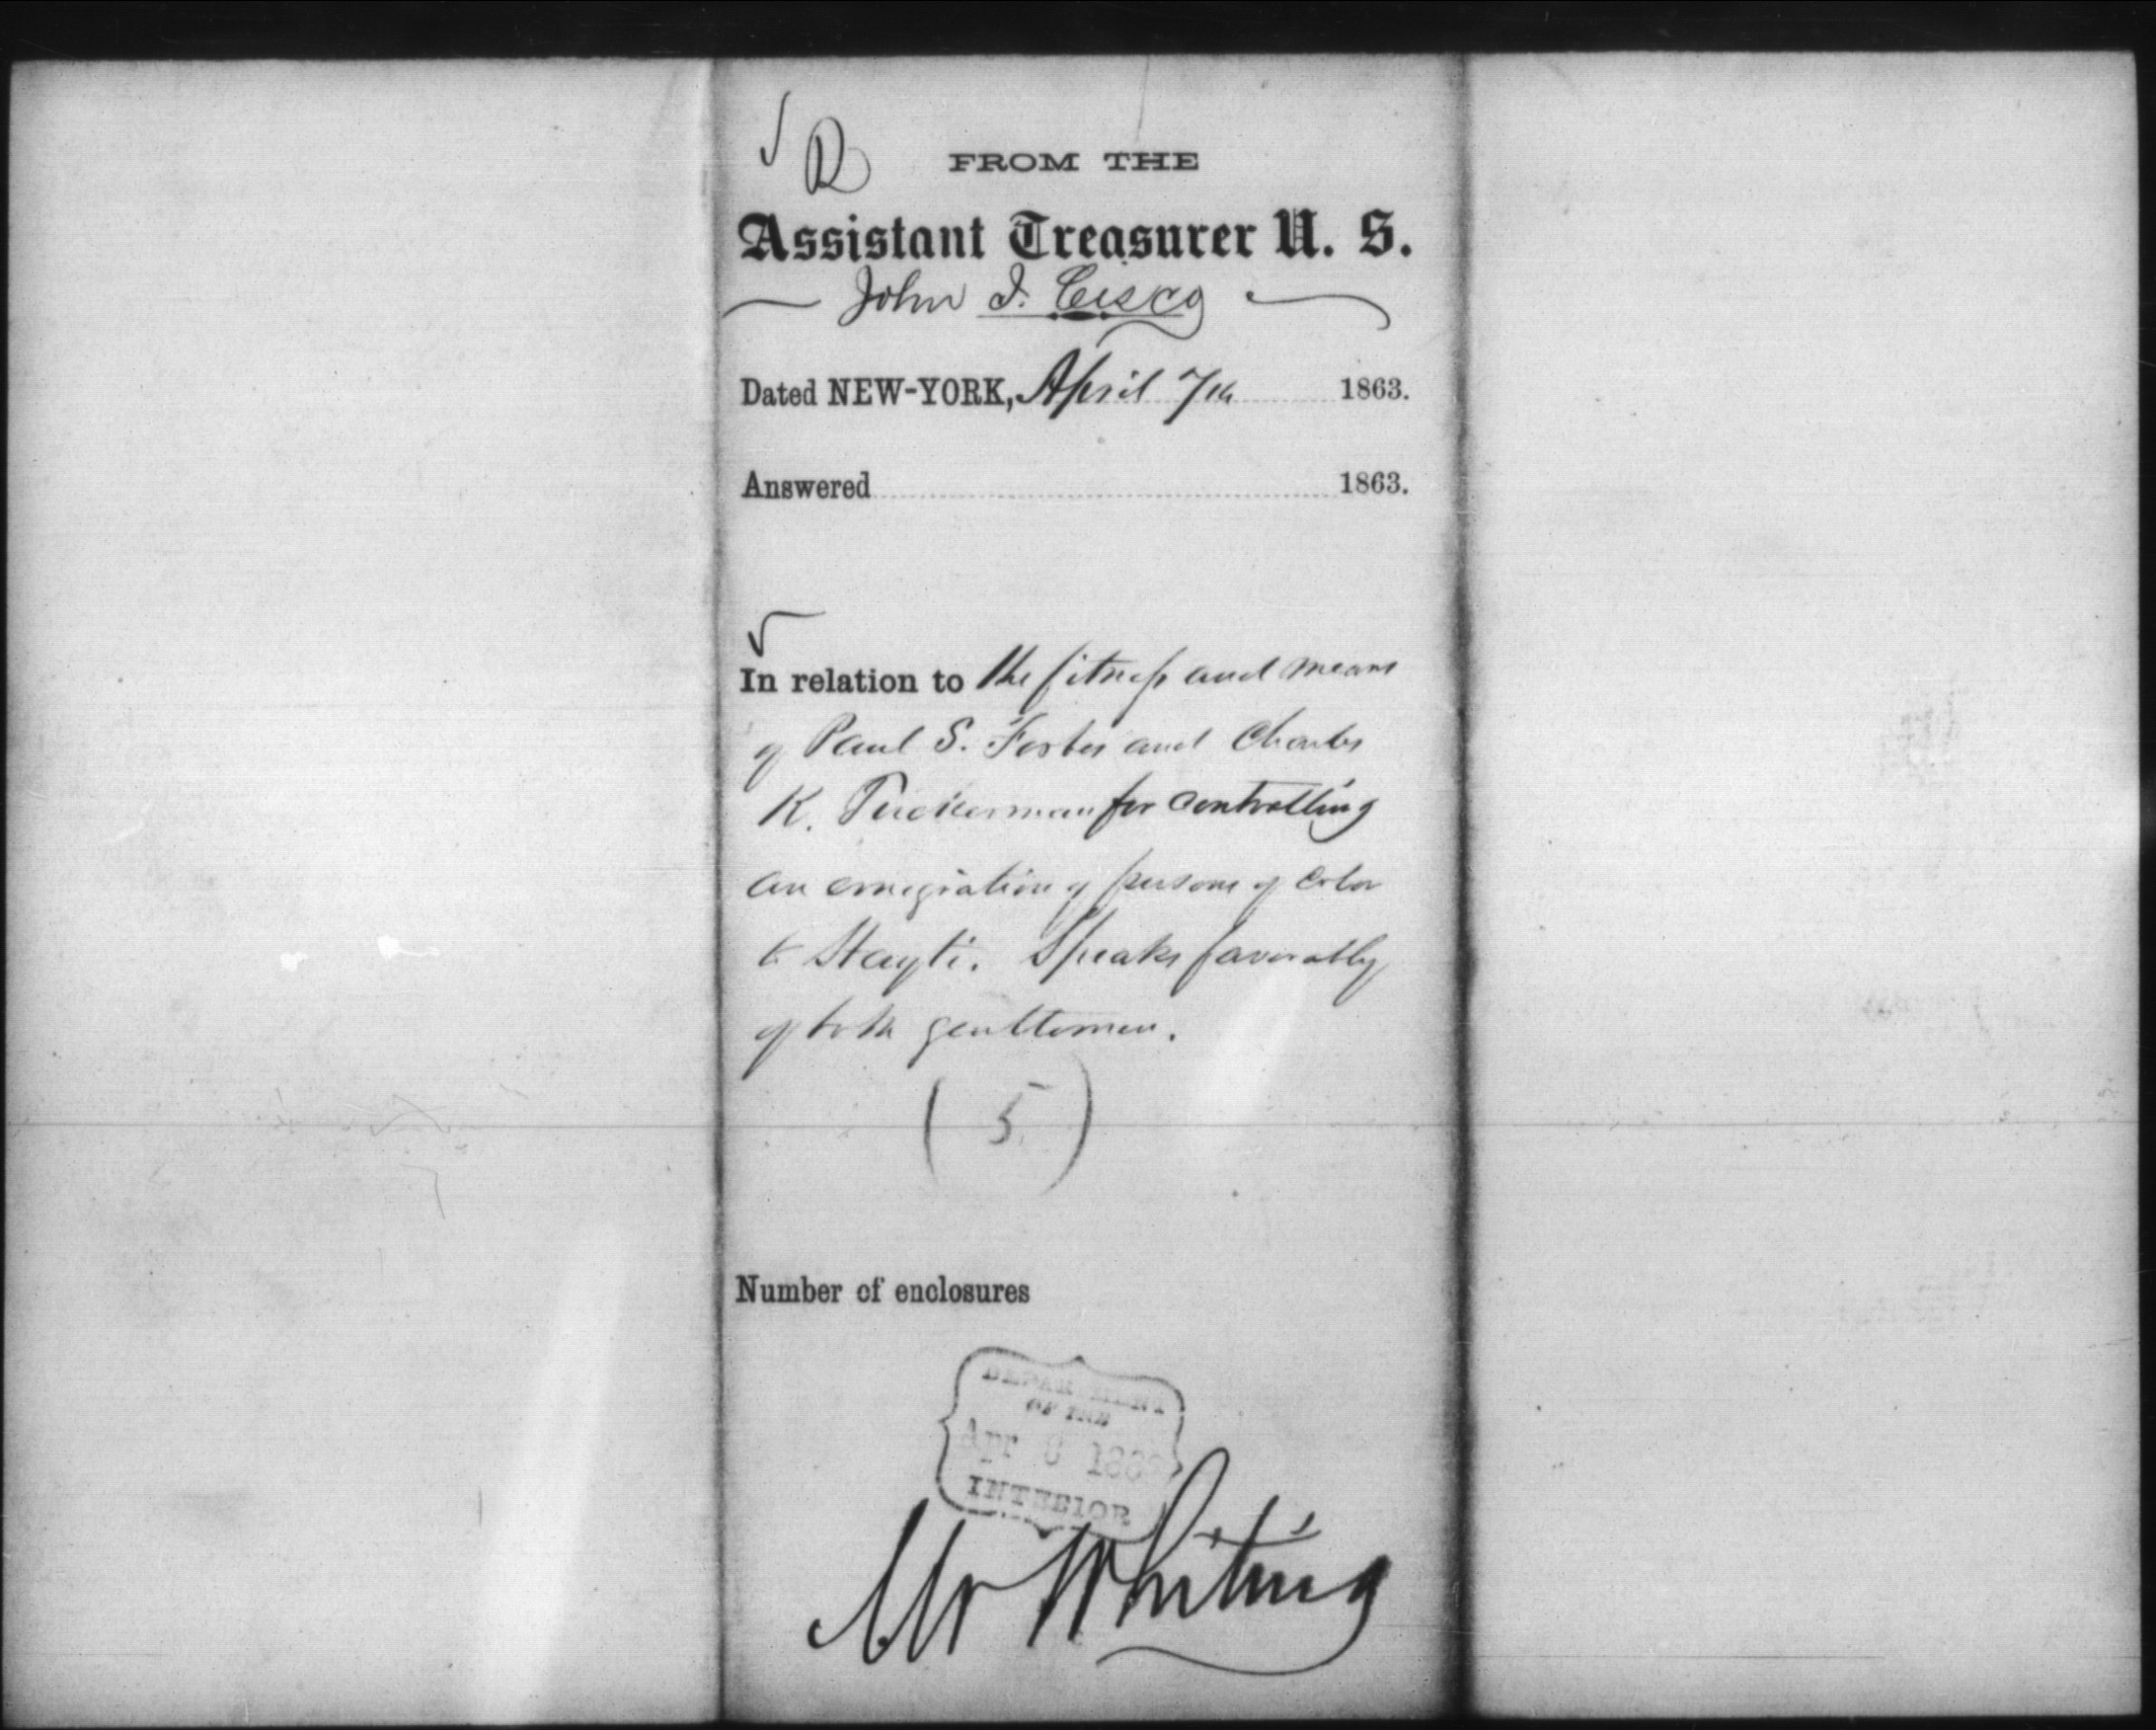 R FROM THE
Assistant Treasurer U. S.
John J. Cisco
Dated NEW-YORK, April 7th 1863.
Answered 1863.
In relation to the fitness and means
of Paul S. Forbes and Charles
K. Tuckerman for controlling
an emigration of persons of color
to Hayti. Speaks favorably
of both gentlemen.
(5)
Number of enclosures
DEPARTMENT
OF THE
Apr 8 1863
INTERIOR
Mr Whiting